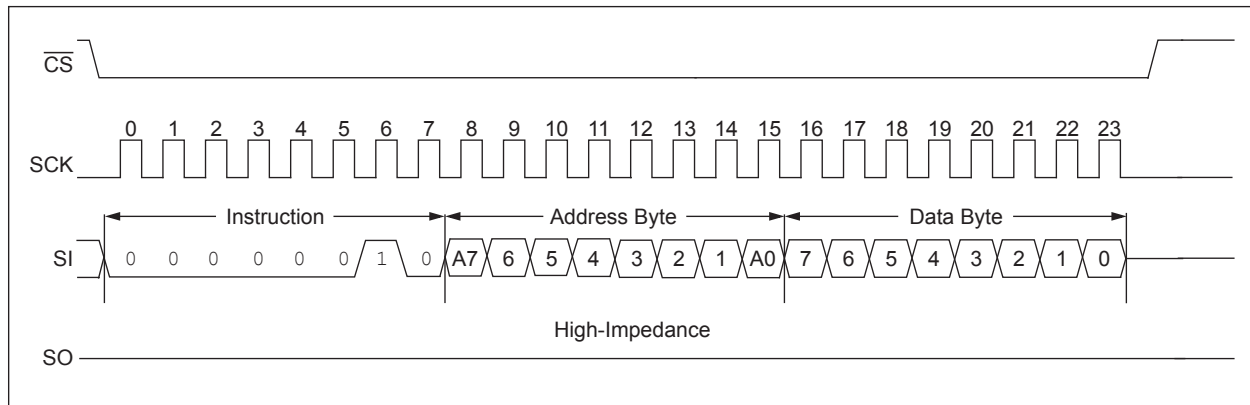 CS
0 1 2 3 4 5 6 7 8 9 10 11 12 13 14 15 16 17 18 19 20 21 22 23
SCK
Instruction Address Byte Data Byte
SI 0 0 0 0 0 0 1 0 A7 6 5 4 3 2 1 A0 7 6 5 4 3 2 1 0
High-Impedance
SO